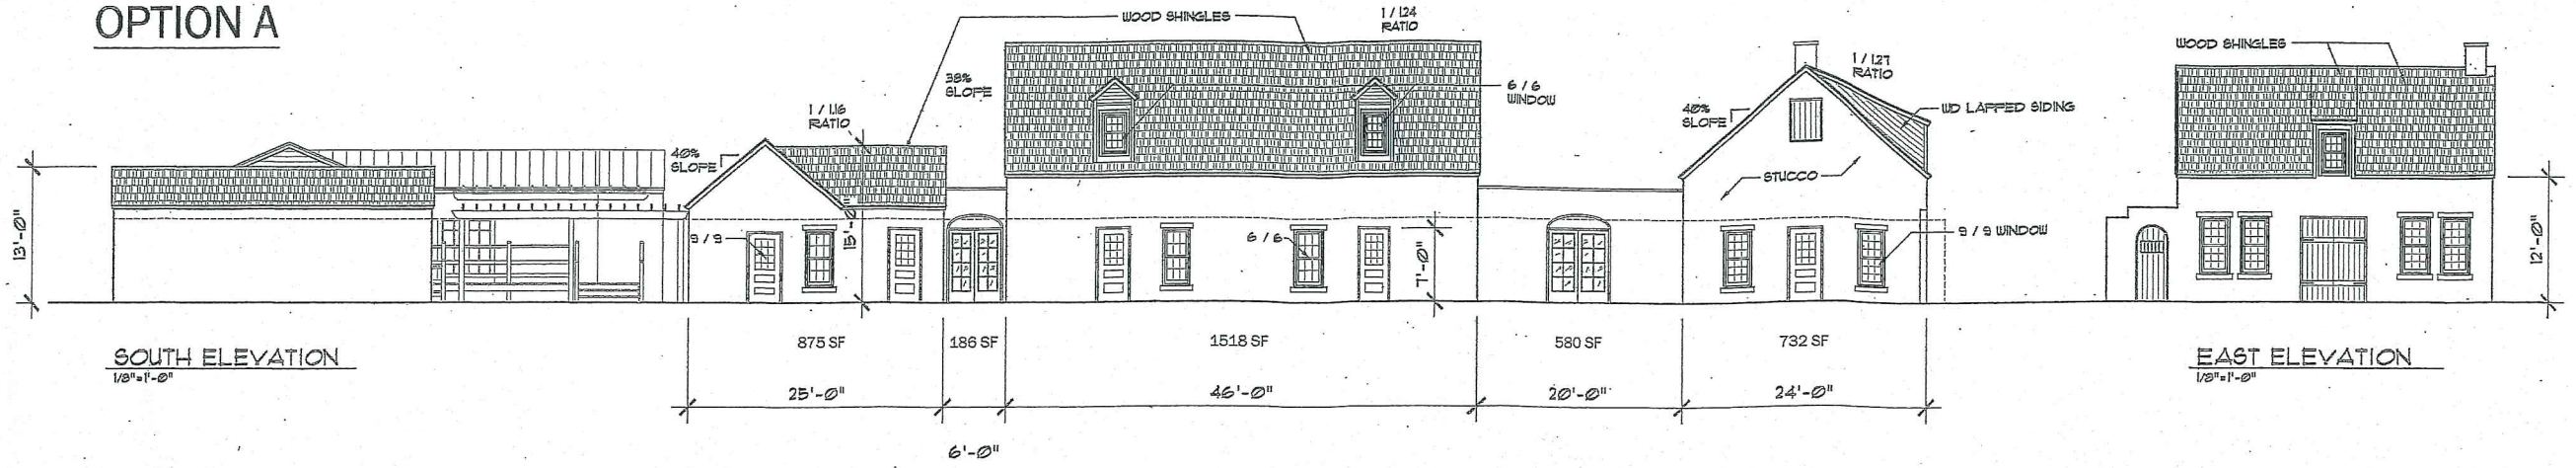 OPTION A
WOOD SHINGLES
1 / 1.24
RATIO
38%
SLOPE
6 / 6
WINDOW
1 / 1.27
RATIO
WOOD SHINGLES
1 / 1.16
RATIO
40%
SLOPE
48%
SLOPE
WD LAPPED SIDING
STUCCO
13'-0"
9 / 9
15'-0"
6 / 6
7'-0"
9 / 9 WINDOW
12'-0"
SOUTH ELEVATION
1/8"=1'-0"
875 SF
186 SF
1518 SF
580 SF
732 SF
EAST ELEVATION
1/8"=1'-0"
25'-0"
46'-0"
20'-0"
24'-0"
6'-0"